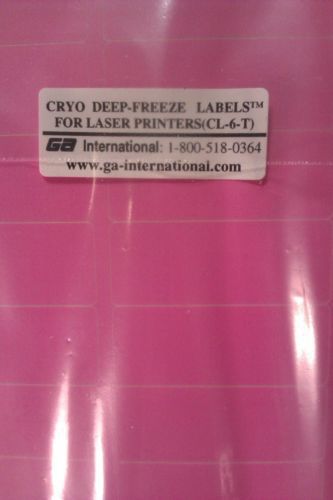 CRYO DEEP-FREEZE LABELS™
FOR LASER PRINTERS(CL-6-T)
GA International: 1-800-518-0364
www.ga-international.com